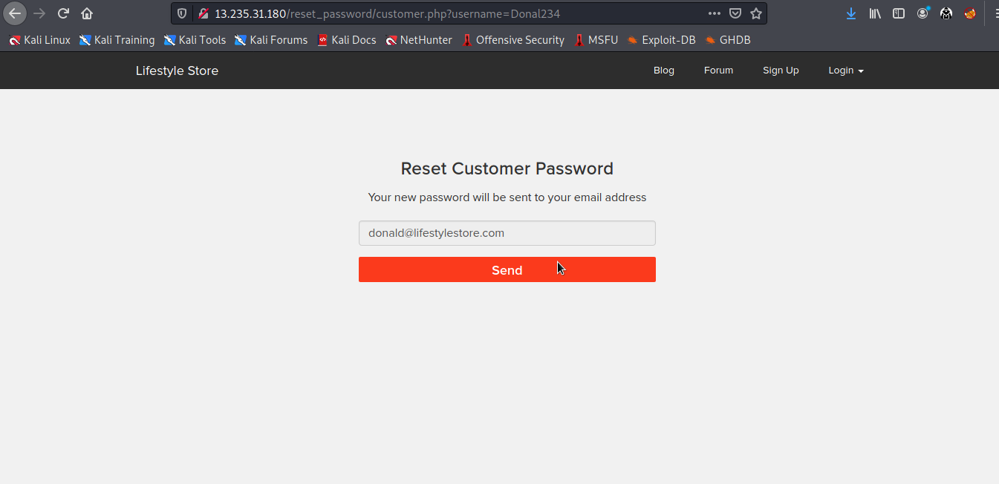 13.235.31.180/reset_password/customer.php?username=Donal234
Kali Linux Kali Training Kali Tools Kali Forums Kali Docs NetHunter Offensive Security MSFU Exploit-DB GHDB
Lifestyle Store Blog Forum Sign Up Login
Reset Customer Password
Your new password will be sent to your email address
donald@lifestylestore.com
Send